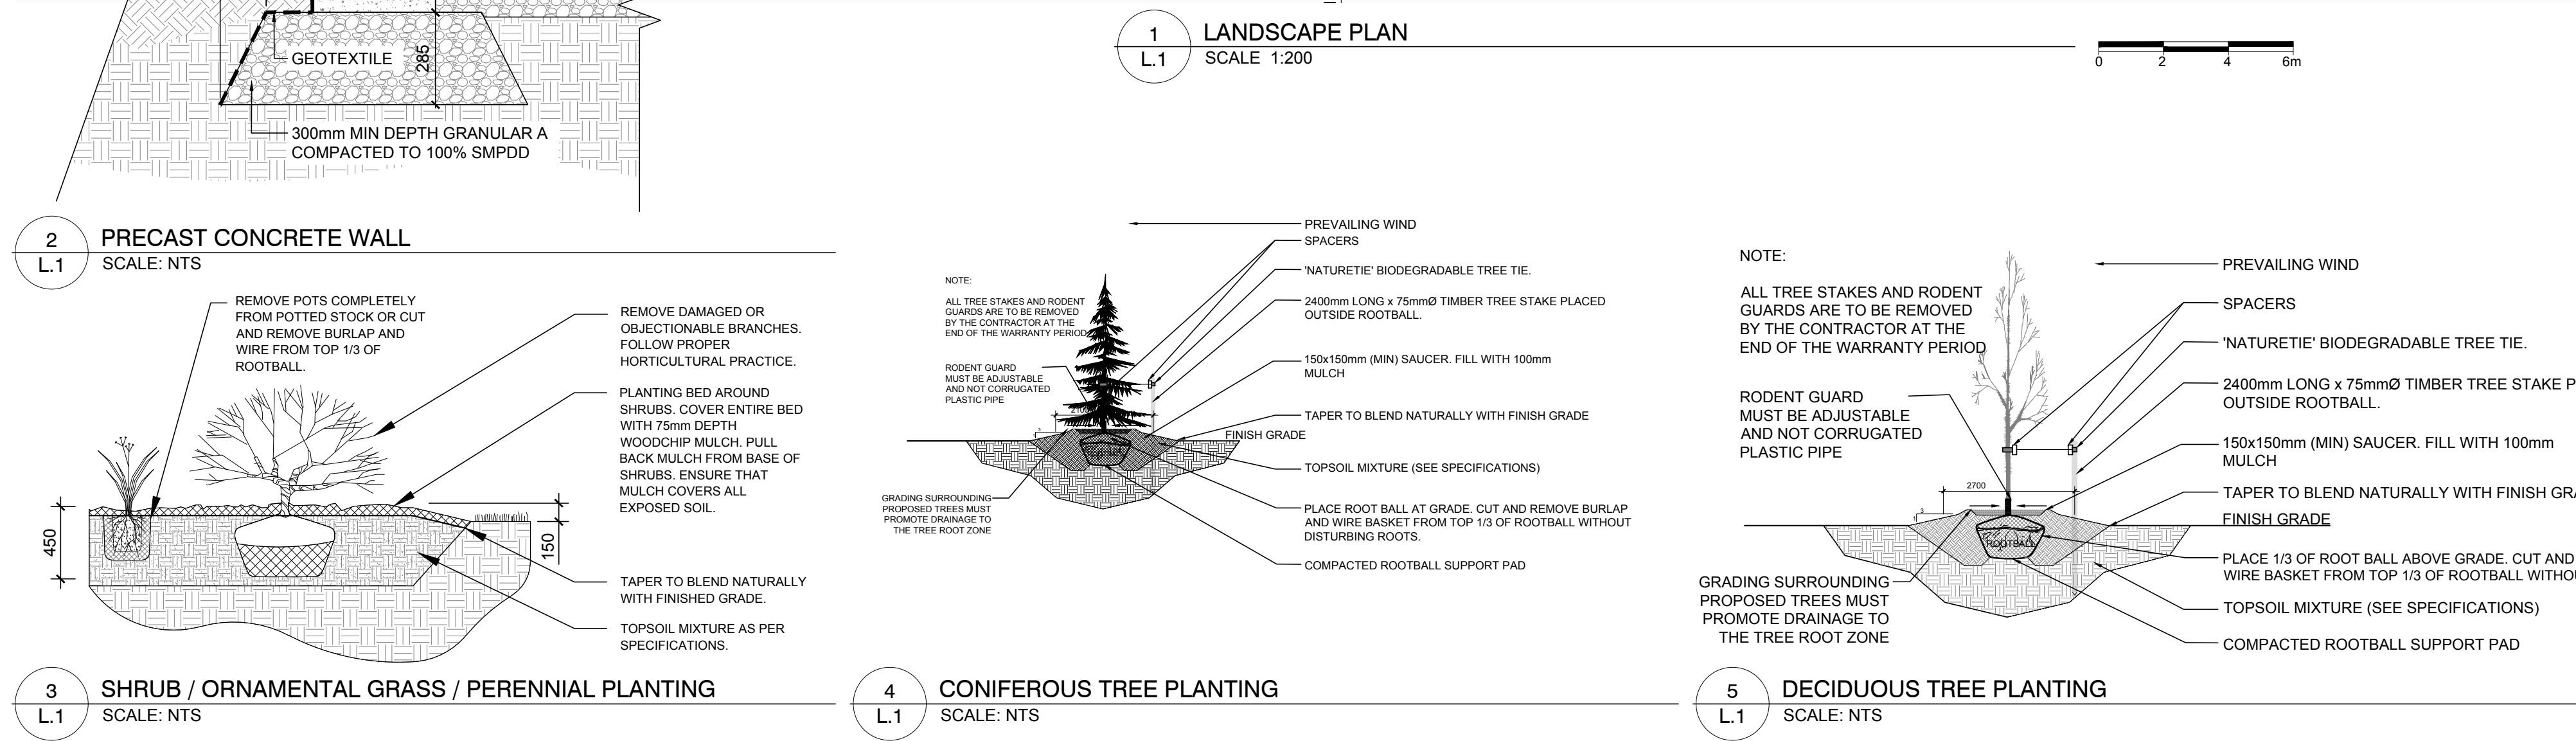 GEOTEXTILE
285
300mm MIN DEPTH GRANULAR A
COMPACTED TO 100% SMPDD
2
L.1
PRECAST CONCRETE WALL
SCALE: NTS
1
L.1
LANDSCAPE PLAN
SCALE 1:200
0 2 4 6m
REMOVE POTS COMPLETELY
FROM POTTED STOCK OR CUT
AND REMOVE BURLAP AND
WIRE FROM TOP 1/3 OF
ROOTBALL.
REMOVE DAMAGED OR
OBJECTIONABLE BRANCHES.
FOLLOW PROPER
HORTICULTURAL PRACTICE.
PLANTING BED AROUND
SHRUBS. COVER ENTIRE BED
WITH 75mm DEPTH
WOODCHIP MULCH. PULL
BACK MULCH FROM BASE OF
SHRUBS. ENSURE THAT
MULCH COVERS ALL
EXPOSED SOIL.
450
150
TAPER TO BLEND NATURALLY
WITH FINISHED GRADE.
TOPSOIL MIXTURE AS PER
SPECIFICATIONS.
3
L.1
SHRUB / ORNAMENTAL GRASS / PERENNIAL PLANTING
SCALE: NTS
NOTE:
ALL TREE STAKES AND RODENT
GUARDS ARE TO BE REMOVED
BY THE CONTRACTOR AT THE
END OF THE WARRANTY PERIOD
RODENT GUARD
MUST BE ADJUSTABLE
AND NOT CORRUGATED
PLASTIC PIPE
GRADING SURROUNDING
PROPOSED TREES MUST
PROMOTE DRAINAGE TO
THE TREE ROOT ZONE
PREVAILING WIND
SPACERS
'NATURETIE' BIODEGRADABLE TREE TIE.
2400mm LONG x 75mmØ TIMBER TREE STAKE PLACED
OUTSIDE ROOTBALL.
150x150mm (MIN) SAUCER. FILL WITH 100mm
MULCH
TAPER TO BLEND NATURALLY WITH FINISH GRADE
FINISH GRADE
TOPSOIL MIXTURE (SEE SPECIFICATIONS)
PLACE ROOT BALL AT GRADE. CUT AND REMOVE BURLAP
AND WIRE BASKET FROM TOP 1/3 OF ROOTBALL WITHOUT
DISTURBING ROOTS.
COMPACTED ROOTBALL SUPPORT PAD
3
4
L.1
CONIFEROUS TREE PLANTING
SCALE: NTS
NOTE:
ALL TREE STAKES AND RODENT
GUARDS ARE TO BE REMOVED
BY THE CONTRACTOR AT THE
END OF THE WARRANTY PERIOD
RODENT GUARD
MUST BE ADJUSTABLE
AND NOT CORRUGATED
PLASTIC PIPE
2700
3
ROOTBALL
GRADING SURROUNDING
PROPOSED TREES MUST
PROMOTE DRAINAGE TO
THE TREE ROOT ZONE
PREVAILING WIND
SPACERS
'NATURETIE' BIODEGRADABLE TREE TIE.
2400mm LONG x 75mmØ TIMBER TREE STAKE P
OUTSIDE ROOTBALL.
150x150mm (MIN) SAUCER. FILL WITH 100mm
MULCH
TAPER TO BLEND NATURALLY WITH FINISH GRA
FINISH GRADE
PLACE 1/3 OF ROOT BALL ABOVE GRADE. CUT AND
WIRE BASKET FROM TOP 1/3 OF ROOTBALL WITHO
TOPSOIL MIXTURE (SEE SPECIFICATIONS)
COMPACTED ROOTBALL SUPPORT PAD
5
L.1
DECIDUOUS TREE PLANTING
SCALE: NTS